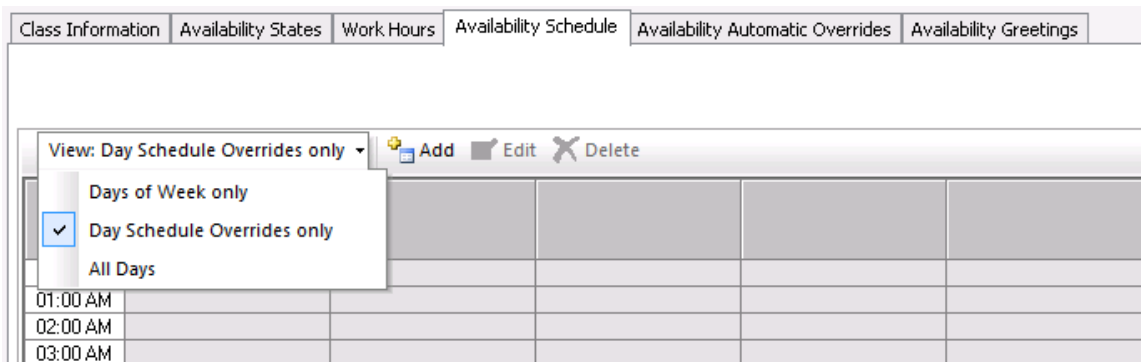 Class Information Availability States Work Hours Availability Schedule Availability Automatic Overrides Availability Greetings
View: Day Schedule Overrides only Add Edit Delete
Days of Week only
Day Schedule Overrides only
All Days
01:00 AM
02:00 AM
03:00 AM